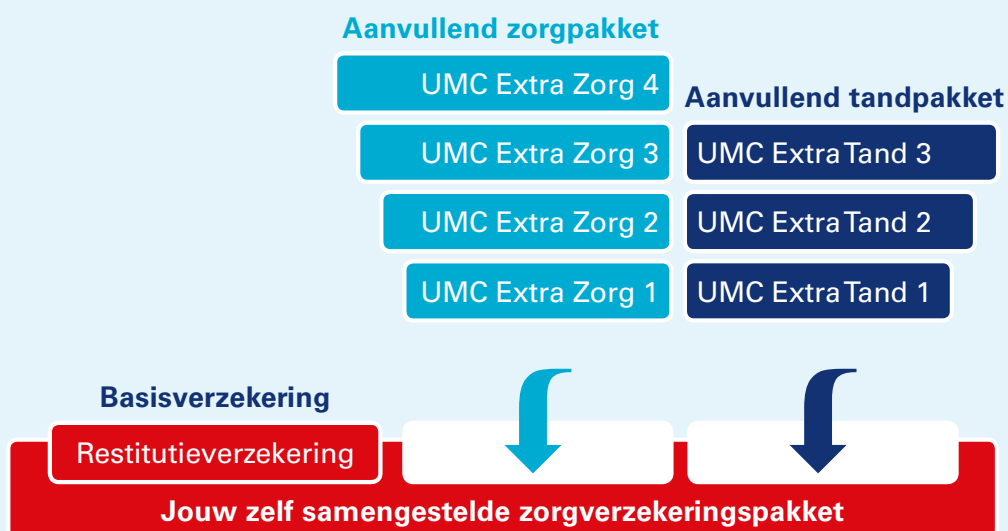 Aanvullend zorgpakket
UMC Extra Zorg 4
UMC Extra Zorg 3
UMC Extra Zorg 2
UMC Extra Zorg 1
Aanvullend tandpakket
UMC Extra Tand 3
UMC Extra Tand 2
UMC Extra Tand 1
Basisverzekering
Restitutieverzekering
Jouw zelf samengestelde zorgverzekeringspakket